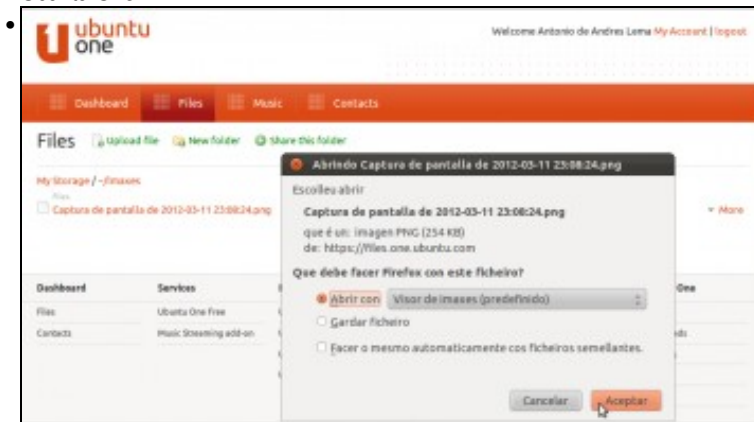 ubuntu
one
Welcome Antonio de Andres Lema My Account | logout
Dashboard Files Music Contacts
Files Upload file New folder Share this folder
My Storage / ~/Imaxes
Files
Captura de pantalla de 2012-03-11 23:08:24.png
More
Abrindo Captura de pantalla de 2012-03-11 23:08:24.png
Escolleu abrir
Captura de pantalla de 2012-03-11 23:08:24.png
que é un: imagen PNG (254 KB)
de: https://files.one.ubuntu.com
Que debe facer Firefox con este ficheiro?
Abrir con Visor de imaxes (predefinido)
Gardar ficheiro
Facer o mesmo automaticamente cos ficheiros semellantes.
Cancelar Aceptar
Dashboard Services One
Files Ubuntu One Free
Contacts Music Streaming add-on